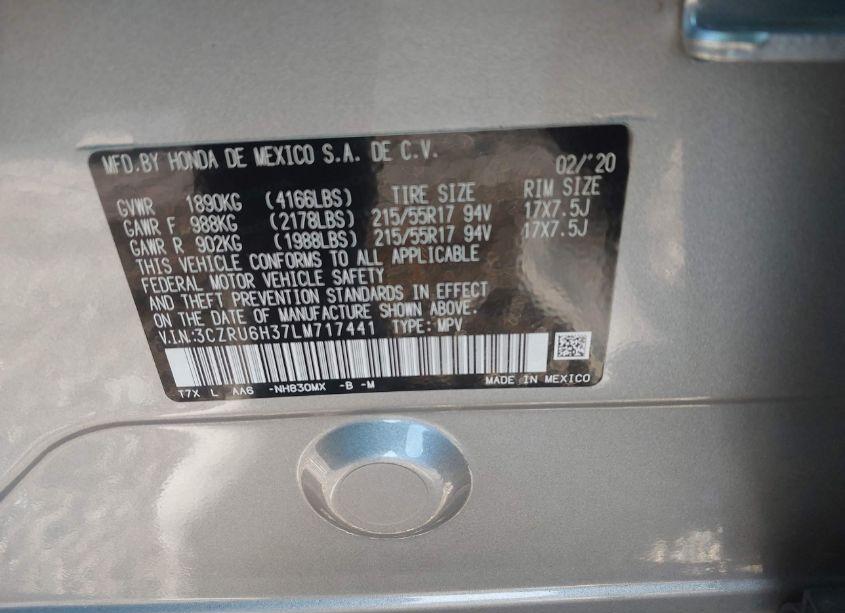 MFD.BY HONDA DE MEXICO S.A. DE C.V. 02/'20
GVWR 1890KG (4166LBS) TIRE SIZE RIM SIZE
GAWR F 988KG (2178LBS) 215/55R17 94V 17X7.5J
GAWR R 902KG (1988LBS) 215/55R17 94V 17X7.5J
THIS VEHICLE CONFORMS TO ALL APPLICABLE
FEDERAL MOTOR VEHICLE SAFETY
AND THEFT PREVENTION STANDARDS IN EFFECT
ON THE DATE OF MANUFACTURE SHOWN ABOVE.
V.I.N:3CZRU6H37LM717441 TYPE: MPV
T7X L AA6 -NH830MX -B -M MADE IN MEXICO